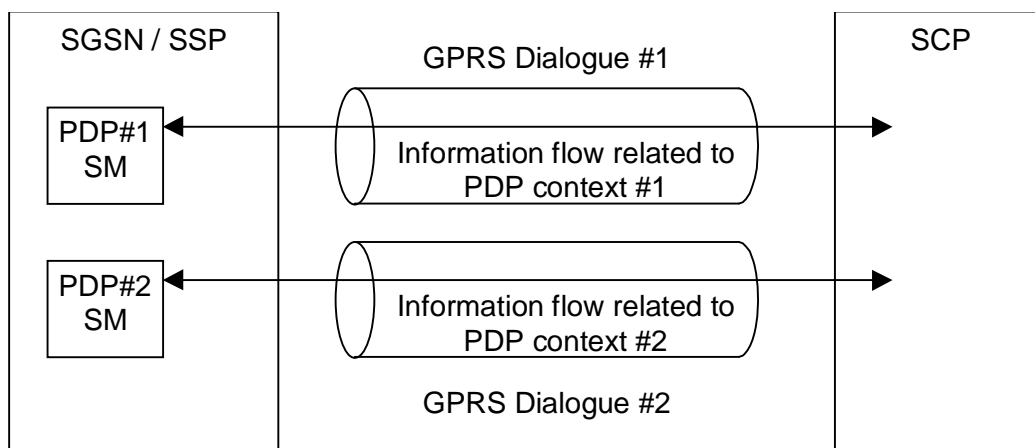 SGSN / SSP
SCP
GPRS Dialogue #1
PDP#1
SM
Information flow related to
PDP context #1
PDP#2
SM
Information flow related to
PDP context #2
GPRS Dialogue #2